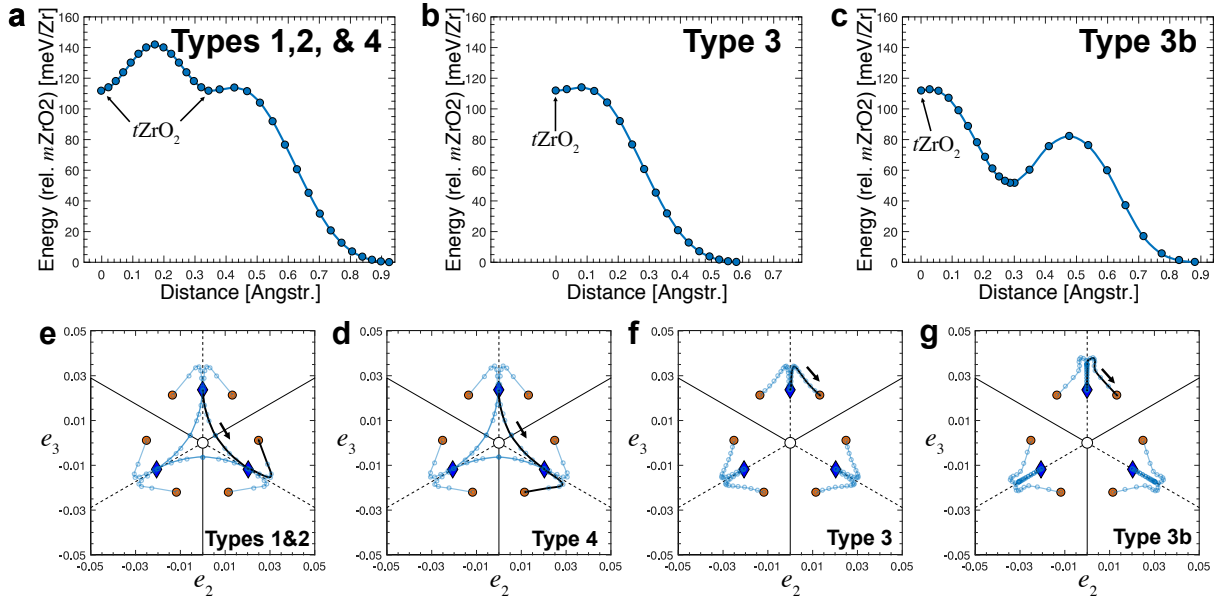 a
Types 1,2, & 4
Energy (rel. mZrO2) [meV/Zr]
160
140
120
100
80
60
40
20
0
tZrO2
0 0.1 0.2 0.3 0.4 0.5 0.6 0.7 0.8 0.9
Distance [Angstr.]
b
Type 3
Energy (rel. mZrO2) [meV/Zr]
160
140
120
100
80
60
40
20
0
tZrO2
0 0.1 0.2 0.3 0.4 0.5 0.6 0.7
Distance [Angstr.]
c
Type 3b
Energy (rel. mZrO2) [meV/Zr]
160
140
120
100
80
60
40
20
0
tZrO2
0 0.1 0.2 0.3 0.4 0.5 0.6 0.7 0.8 0.9
Distance [Angstr.]
e
e3
0.05
0.03
0.01
-0.01
-0.03
-0.05
Types 1&2
-0.05 -0.03 -0.01 0.01 0.03 0.05
e2
d
0.05
0.03
0.01
-0.01
-0.03
-0.05
e3
Type 4
-0.05 -0.03 -0.01 0.01 0.03 0.05
e2
f
0.05
0.03
0.01
-0.01
-0.03
-0.05
e3
Type 3
-0.05 -0.03 -0.01 0.01 0.03 0.05
e2
g
0.05
0.03
0.01
-0.01
-0.03
-0.05
e3
Type 3b
-0.05 -0.03 -0.01 0.01 0.03 0.05
e2